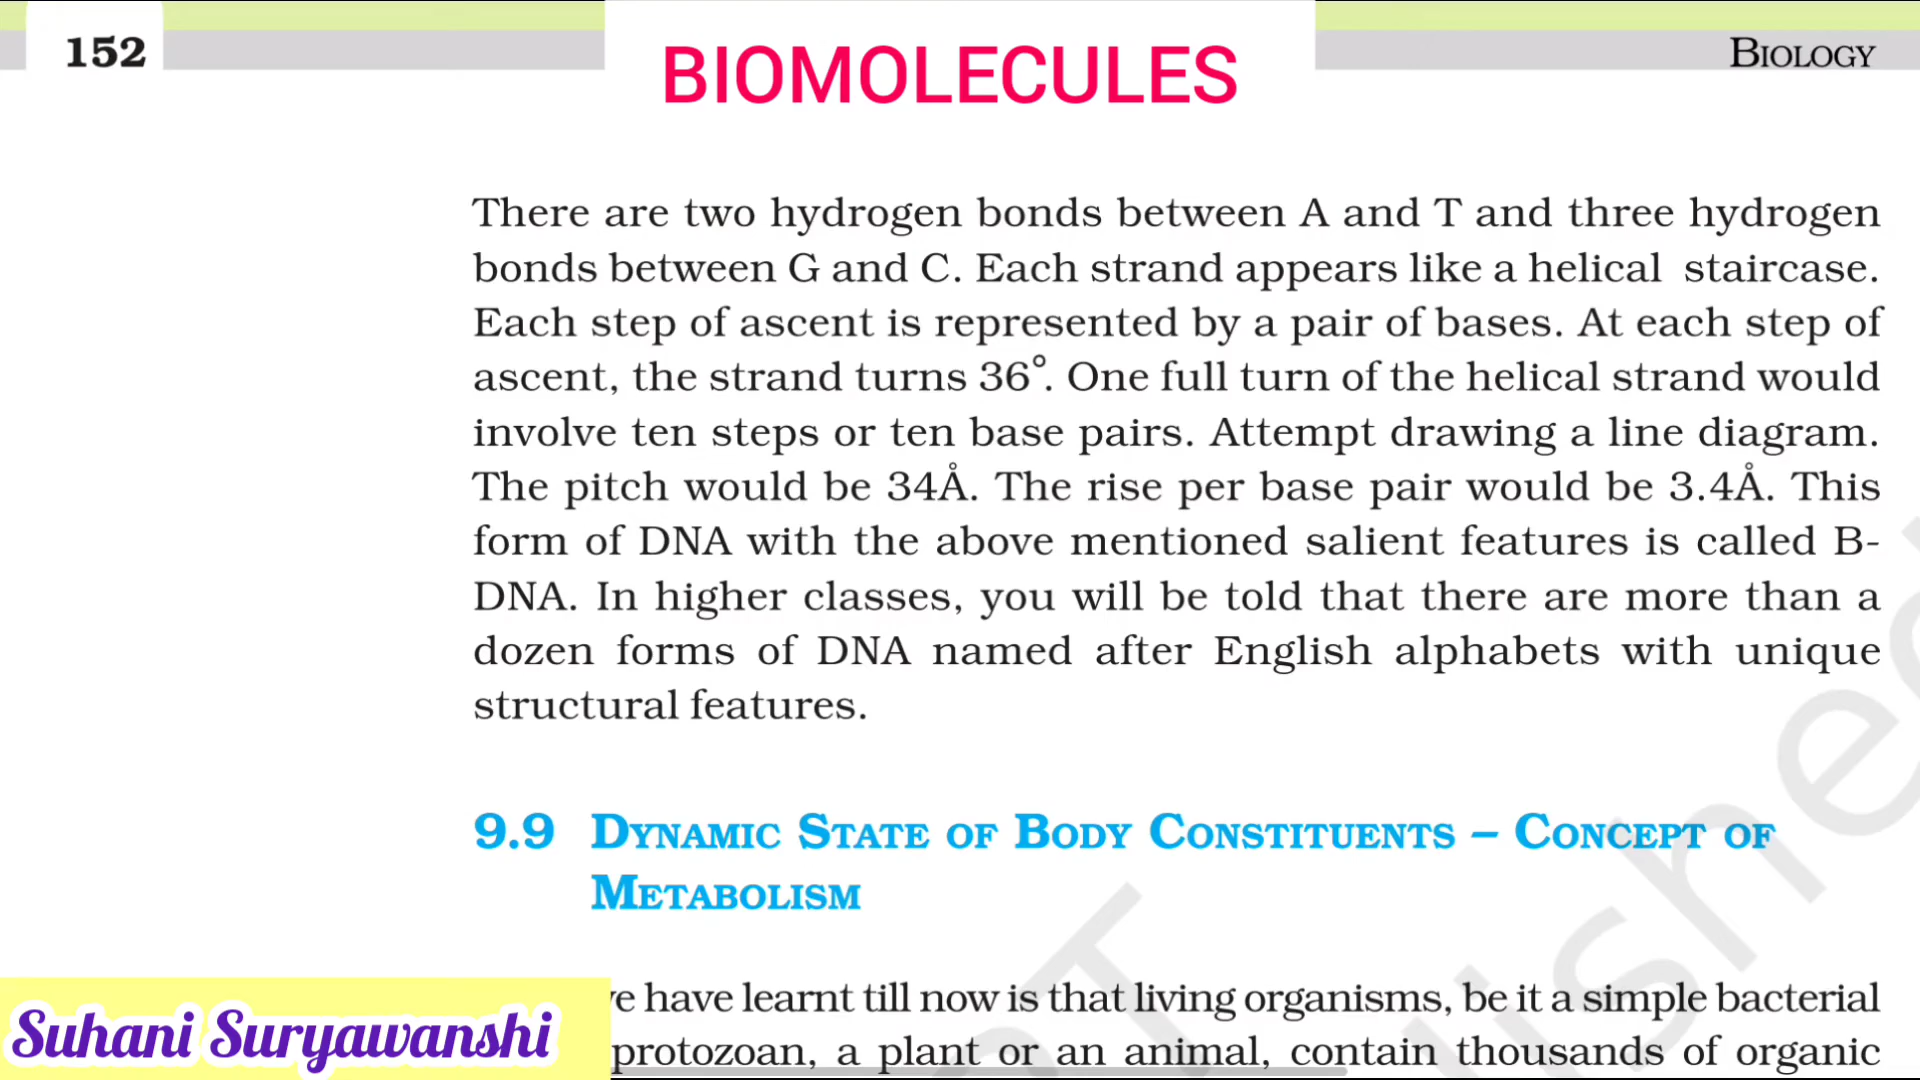 152
BIOMOLECULES
BIOLOGY
There are two hydrogen bonds between A and T and three hydrogen
bonds between G and C. Each strand appears like a helical staircase.
Each step of ascent is represented by a pair of bases. At each step of
ascent, the strand turns 36°. One full turn of the helical strand would
involve ten steps or ten base pairs. Attempt drawing a line diagram.
The pitch would be 34Å. The rise per base pair would be 3.4Å. This
form of DNA with the above mentioned salient features is called B-
DNA. In higher classes, you will be told that there are more than a
dozen forms of DNA named after English alphabets with unique
structural features.
9.9 DYNAMIC STATE OF BODY CONSTITUENTS – CONCEPT OF
METABOLISM
have learnt till now is that living organisms, be it a simple bacterial
protozoan, a plant or an animal, contain thousands of organic
Suhani Suryawanshi